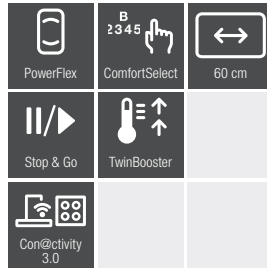 B
2345
PowerFlex
ComfortSelect
60 cm
Stop & Go
TwinBooster
Con@ctivity
3.0